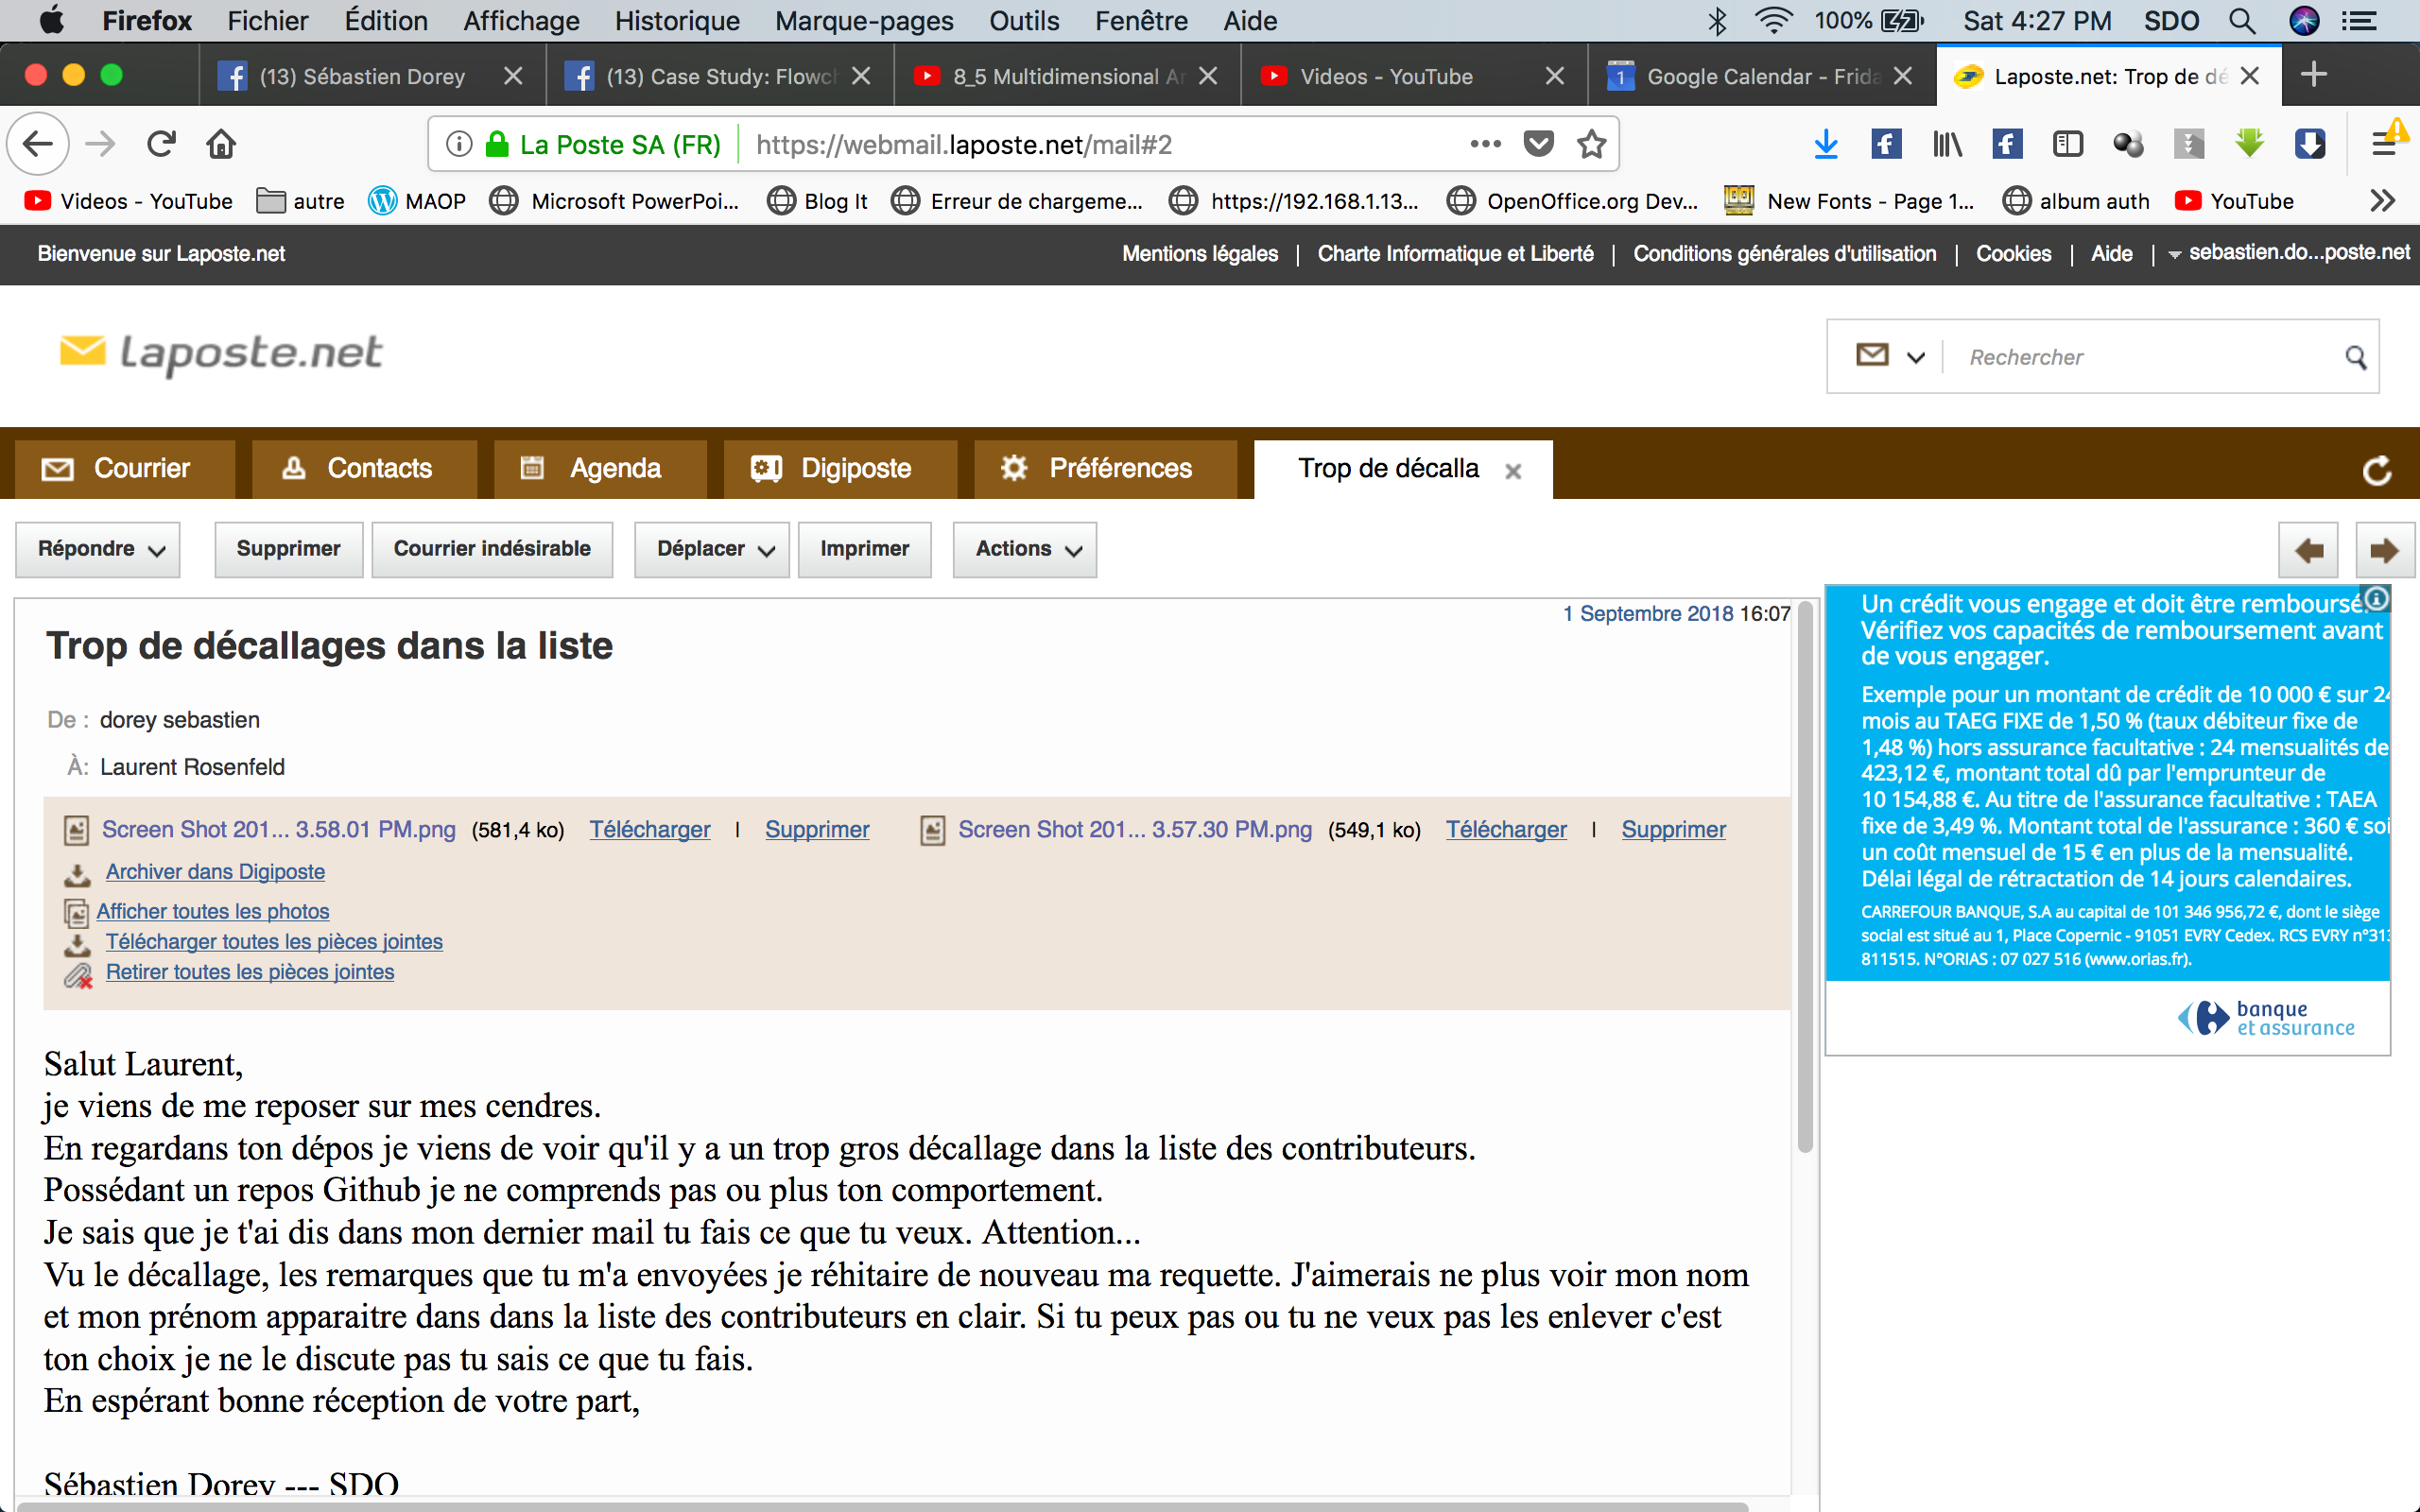 Firefox Fichier Édition Affichage Historique Marque-pages Outils Fenêtre Aide 100% Sat 4:27 PM SDO
(13) Sébastien Dorey (13) Case Study: Flowch 8_5 Multidimensional Ar Videos - YouTube Google Calendar - Frida Laposte.net: Trop de dé
La Poste SA (FR) https://webmail.laposte.net/mail#2
Videos - YouTube autre MAOP Microsoft PowerPoi... Blog It Erreur de chargeme... https://192.168.1.13... OpenOffice.org Dev... New Fonts - Page 1... album auth YouTube
Bienvenue sur Laposte.net Mentions légales | Charte Informatique et Liberté | Conditions générales d'utilisation | Cookies | Aide | sebastien.do...poste.net
Laposte.net Rechercher
Courrier Contacts Agenda Digiposte Préférences Trop de décalla
Répondre Supprimer Courrier indésirable Déplacer Imprimer Actions
1 Septembre 2018 16:07
Trop de décallages dans la liste
De : dorey sebastien
À: Laurent Rosenfeld
Screen Shot 201... 3.58.01 PM.png (581,4 ko) Télécharger | Supprimer Screen Shot 201... 3.57.30 PM.png (549,1 ko) Télécharger | Supprimer
Archiver dans Digiposte
Afficher toutes les photos
Télécharger toutes les pièces jointes
Retirer toutes les pièces jointes
Salut Laurent,
je viens de me reposer sur mes cendres.
En regardans ton dépos je viens de voir qu'il y a un trop gros décallage dans la liste des contributeurs.
Possédant un repos Github je ne comprends pas ou plus ton comportement.
Je sais que je t'ai dis dans mon dernier mail tu fais ce que tu veux. Attention...
Vu le décallage, les remarques que tu m'a envoyées je réhitaire de nouveau ma requette. J'aimerais ne plus voir mon nom
et mon prénom apparaitre dans dans la liste des contributeurs en clair. Si tu peux pas ou tu ne veux pas les enlever c'est
ton choix je ne le discute pas tu sais ce que tu fais.
En espérant bonne réception de votre part,
Sébastien Dorey --- SDO
Un crédit vous engage et doit être remboursé.
Vérifiez vos capacités de remboursement avant
de vous engager.
Exemple pour un montant de crédit de 10 000 € sur 24
mois au TAEG FIXE de 1,50 % (taux débiteur fixe de
1,48 %) hors assurance facultative : 24 mensualités de
423,12 €, montant total dû par l'emprunteur de
10 154,88 €. Au titre de l'assurance facultative : TAEA
fixe de 3,49 %. Montant total de l'assurance : 360 € soi
un coût mensuel de 15 € en plus de la mensualité.
Délai légal de rétractation de 14 jours calendaires.
CARREFOUR BANQUE, S.A au capital de 101 346 956,72 €, dont le siège
social est situé au 1, Place Copernic - 91051 EVRY Cedex. RCS EVRY n°313
811515. N°ORIAS : 07 027 516 (www.orias.fr).
banque
et assurance